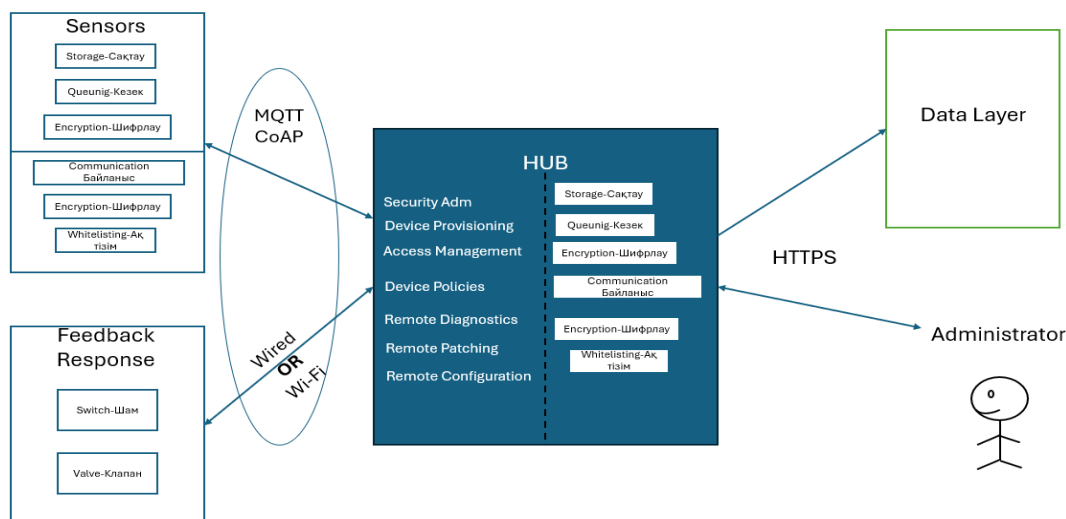 Sensors
Storage-Сақтау
Queunig-Кезек
Encryption-Шифрлау
Communication
Байланыс
Encryption-Шифрлау
Whitelisting-Ақ
тізім
Feedback
Response
Switch-Шам
Valve-Клапан
MQTT
CoAP
Wired
OR
Wi-Fi
HUB
Security Adm
Device Provisioning
Access Management
Device Policies
Remote Diagnostics
Remote Patching
Remote Configuration
Storage-Сақтау
Queunig-Кезек
Encryption-Шифрлау
Communication
Байланыс
Encryption-Шифрлау
Whitelisting-Ақ
тізім
Data Layer
HTTPS
Administrator